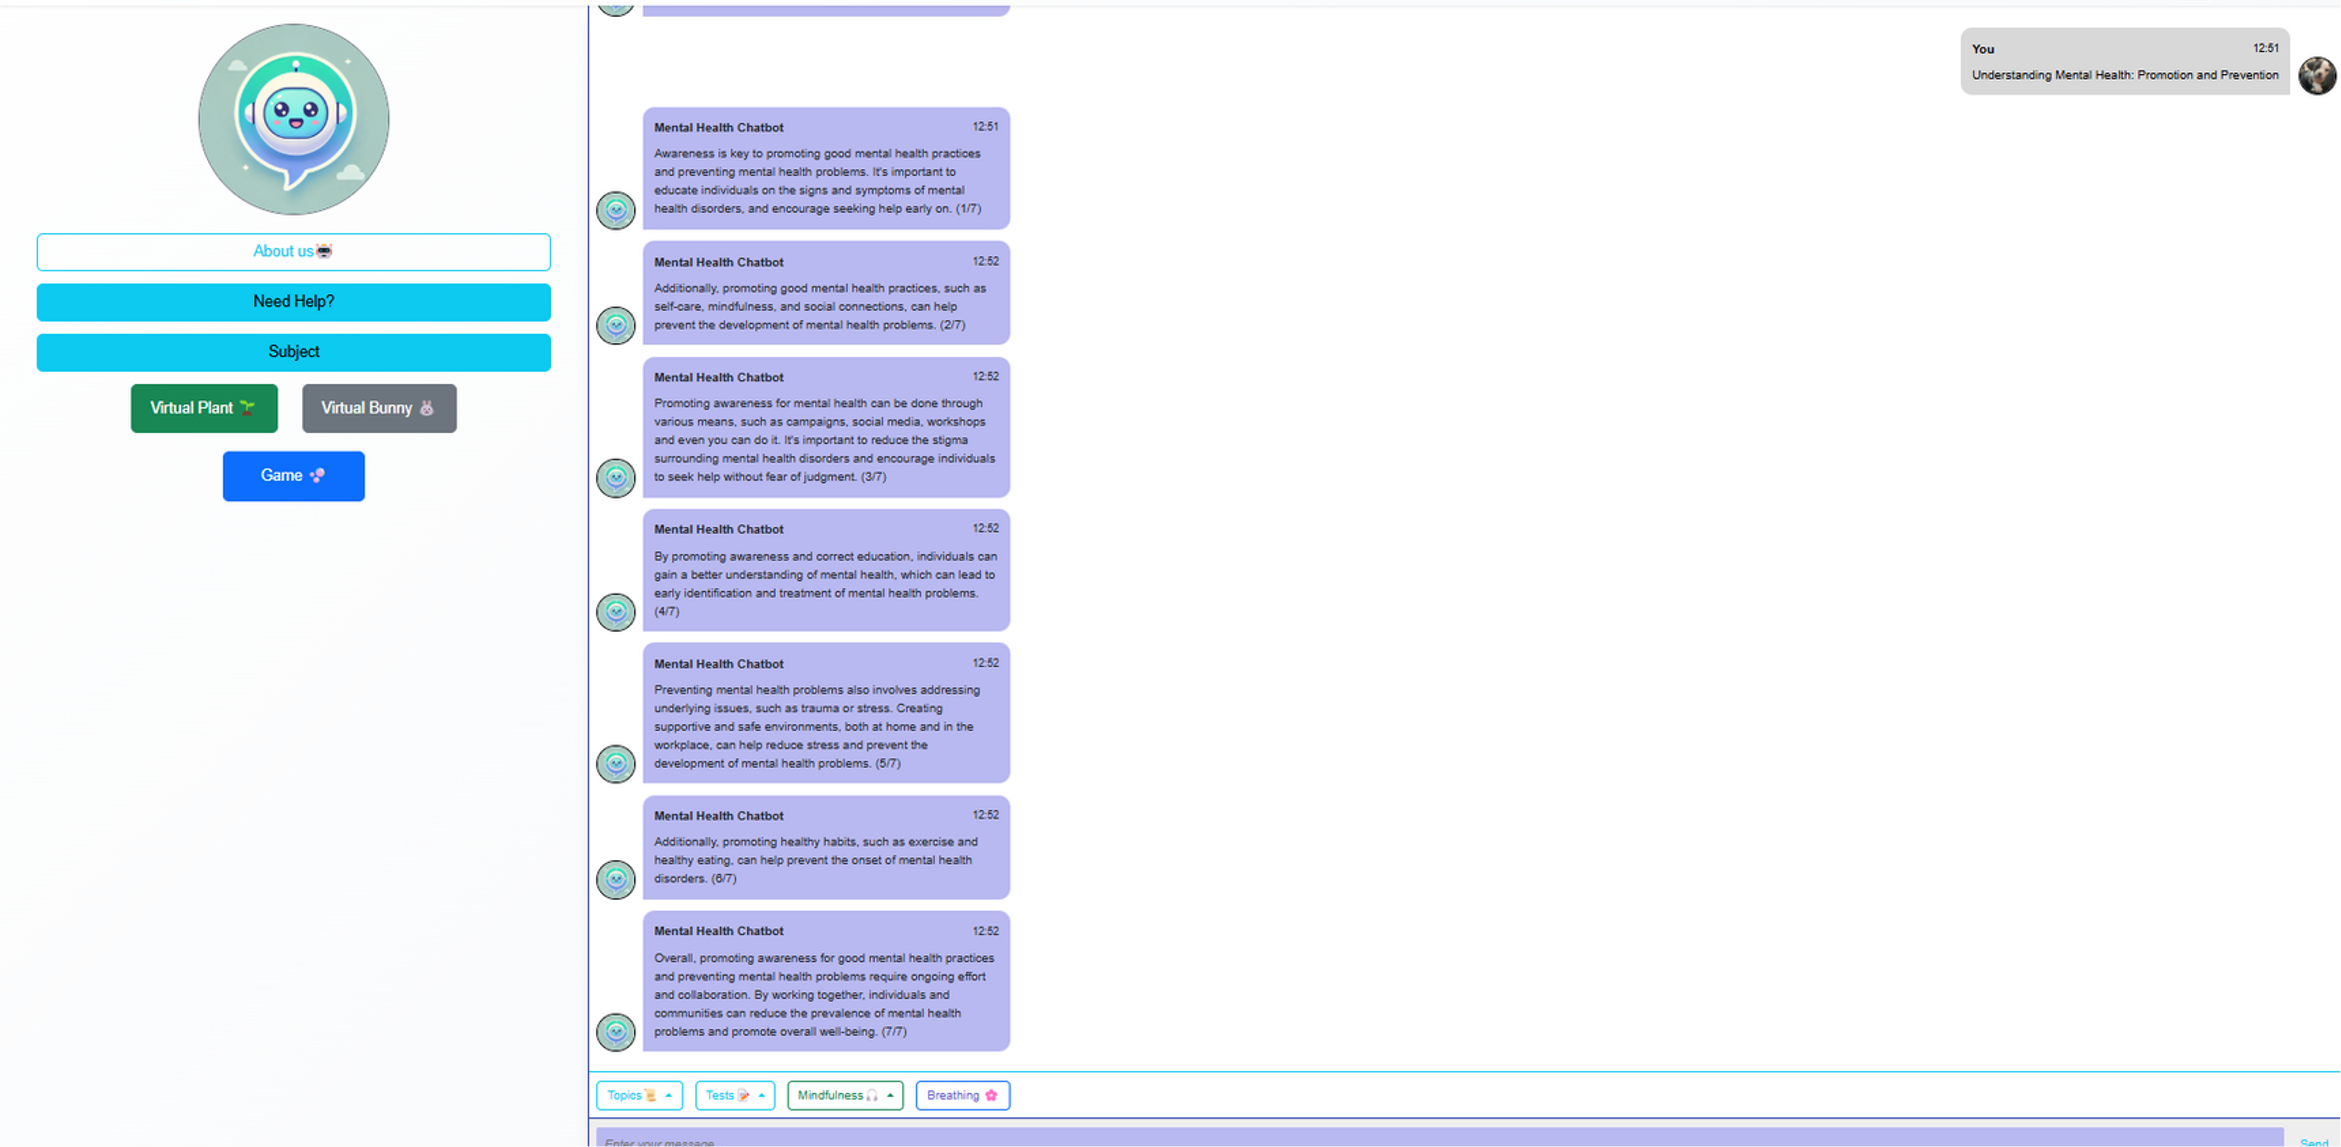 About us
Need Help?
Subject
Virtual Plant
Virtual Bunny
Game
You 12:51
Understanding Mental Health: Promotion and Prevention
Mental Health Chatbot 12:51
Awareness is key to promoting good mental health practices
and preventing mental health problems. It's important to
educate individuals on the signs and symptoms of mental
health disorders, and encourage seeking help early on. (1/7)
Mental Health Chatbot 12:52
Additionally, promoting good mental health practices, such as
self-care, mindfulness, and social connections, can help
prevent the development of mental health problems. (2/7)
Mental Health Chatbot 12:52
Promoting awareness for mental health can be done through
various means, such as campaigns, social media, workshops
and even you can do it. It's important to reduce the stigma
surrounding mental health disorders and encourage individuals
to seek help without fear of judgment. (3/7)
Mental Health Chatbot 12:52
By promoting awareness and correct education, individuals can
gain a better understanding of mental health, which can lead to
early identification and treatment of mental health problems.
(4/7)
Mental Health Chatbot 12:52
Preventing mental health problems also involves addressing
underlying issues, such as trauma or stress. Creating
supportive and safe environments, both at home and in the
workplace, can help reduce stress and prevent the
development of mental health problems. (5/7)
Mental Health Chatbot 12:52
Additionally, promoting healthy habits, such as exercise and
healthy eating, can help prevent the onset of mental health
disorders. (6/7)
Mental Health Chatbot 12:52
Overall, promoting awareness for good mental health practices
and preventing mental health problems require ongoing effort
and collaboration. By working together, individuals and
communities can reduce the prevalence of mental health
problems and promote overall well-being. (7/7)
Topics
Tests
Mindfulness
Breathing
Enter your message
Send